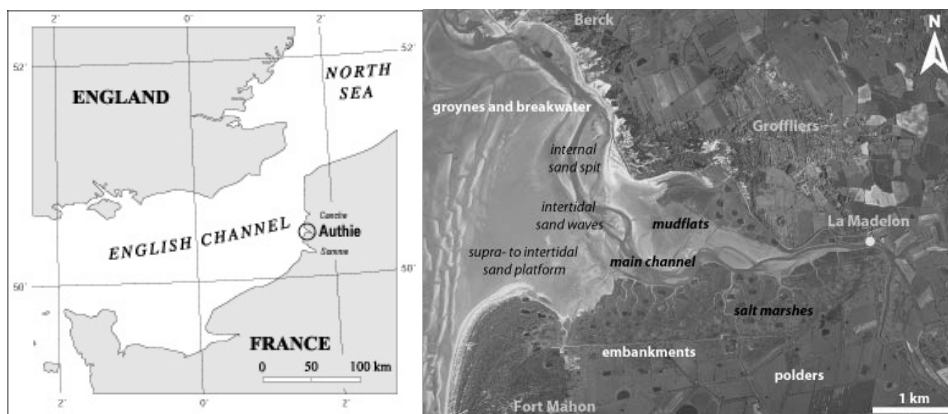 2˚
2˚
52˚
52˚
ENGLAND
NORTH
SEA
Canche
Authie
Somme
ENGLISH CHANNEL
50˚
50˚
FRANCE
0 50 100 km
2˚
2˚
Berck
N
groynes and breakwater
Groffliers
internal
sand spit
intertidal
sand waves
mudflats
La Madelon
supra- to intertidal
sand platform
main channel
salt marshes
embankments
polders
Fort Mahon
1 km